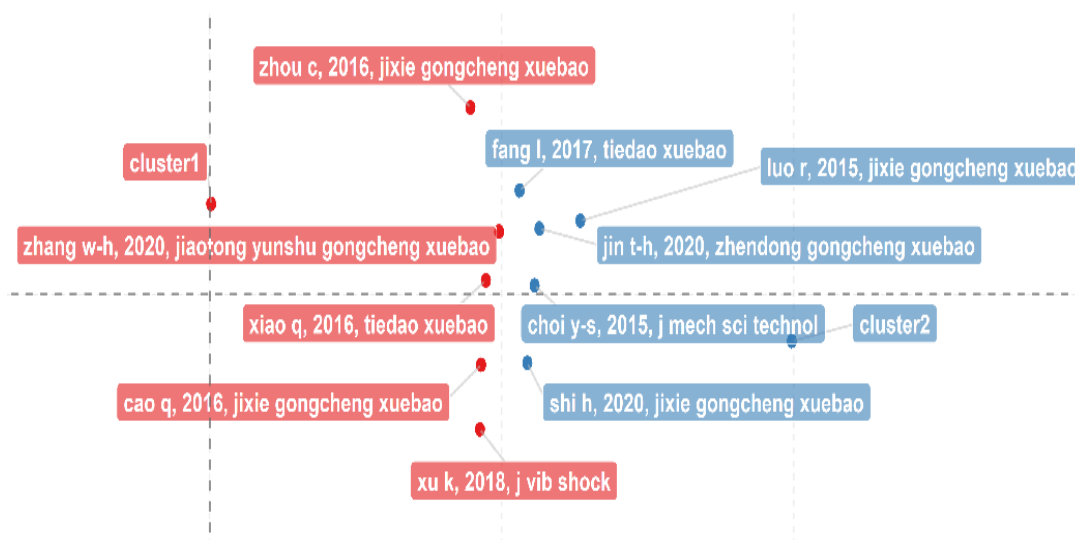 zhou c, 2016, jixie gongcheng xuebao
fang l, 2017, tiedao xuebao
cluster1
luo r, 2015, jixie gongcheng xuebao
zhang w-h, 2020, jiaotong yunshu gongcheng xuebao
jin t-h, 2020, zhendong gongcheng xuebao
xiao q, 2016, tiedao xuebao
choi y-s, 2015, j mech sci technol
cluster2
cao q, 2016, jixie gongcheng xuebao
shi h, 2020, jixie gongcheng xuebao
xu k, 2018, j vib shock